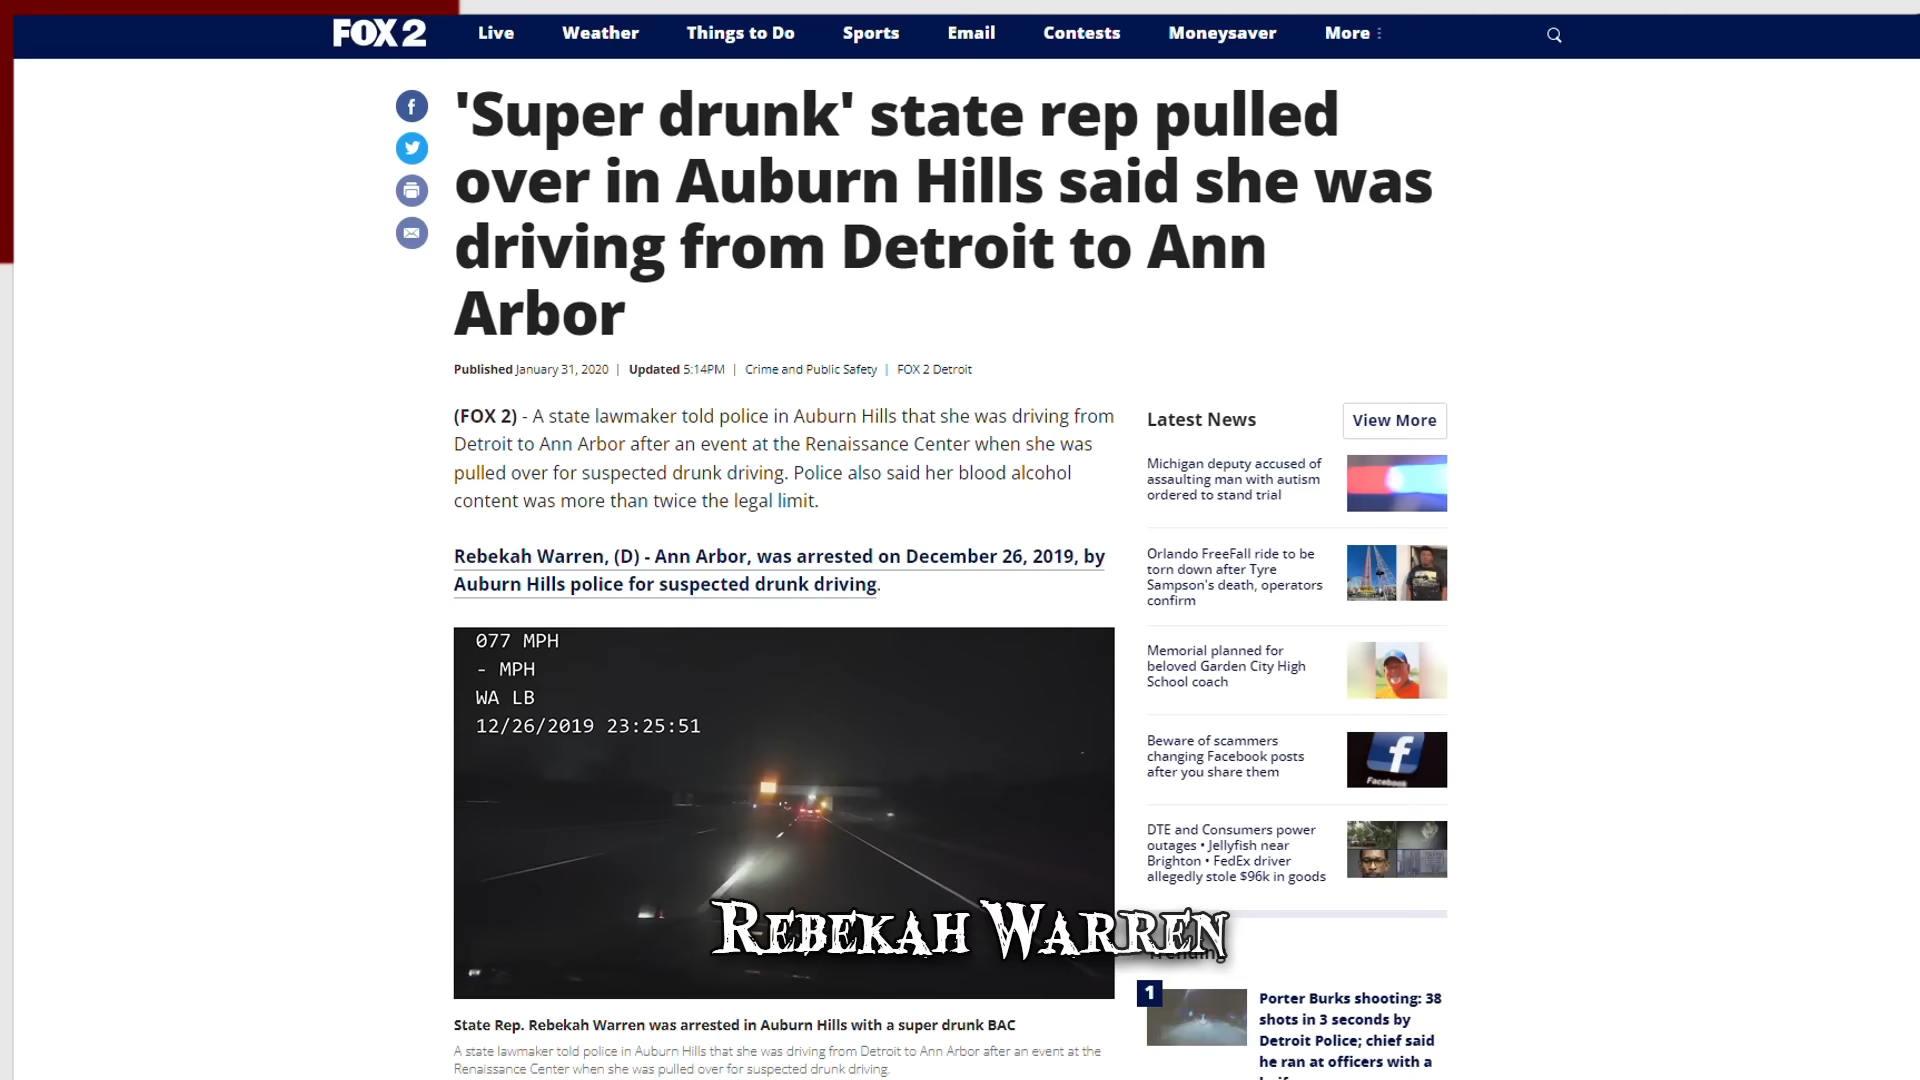 FOX 2
Live Weather Things to Do Sports Email Contests Moneysaver More
'Super drunk' state rep pulled
over in Auburn Hills said she was
driving from Detroit to Ann
Arbor
Published January 31, 2020 | Updated 5:14PM | Crime and Public Safety | FOX 2 Detroit
(FOX 2) - A state lawmaker told police in Auburn Hills that she was driving from
Detroit to Ann Arbor after an event at the Renaissance Center when she was
pulled over for suspected drunk driving. Police also said her blood alcohol
content was more than twice the legal limit.
Rebekah Warren, (D) - Ann Arbor, was arrested on December 26, 2019, by
Auburn Hills police for suspected drunk driving.
077 MPH
- MPH
WA LB
12/26/2019 23:25:51
REBEKAH WARREN
State Rep. Rebekah Warren was arrested in Auburn Hills with a super drunk BAC
A state lawmaker told police in Auburn Hills that she was driving from Detroit to Ann Arbor after an event at the
Renaissance Center when she was pulled over for suspected drunk driving.
Latest News
View More
Michigan deputy accused of
assaulting man with autism
ordered to stand trial
Orlando FreeFall ride to be
torn down after Tyre
Sampson's death, operators
confirm
Memorial planned for
beloved Garden City High
School coach
Beware of scammers
changing Facebook posts
after you share them
Facebook
DTE and Consumers power
outages • Jellyfish near
Brighton • FedEx driver
allegedly stole $96k in goods
Trending
1
Porter Burks shooting: 38
shots in 3 seconds by
Detroit Police; chief said
he ran at officers with a